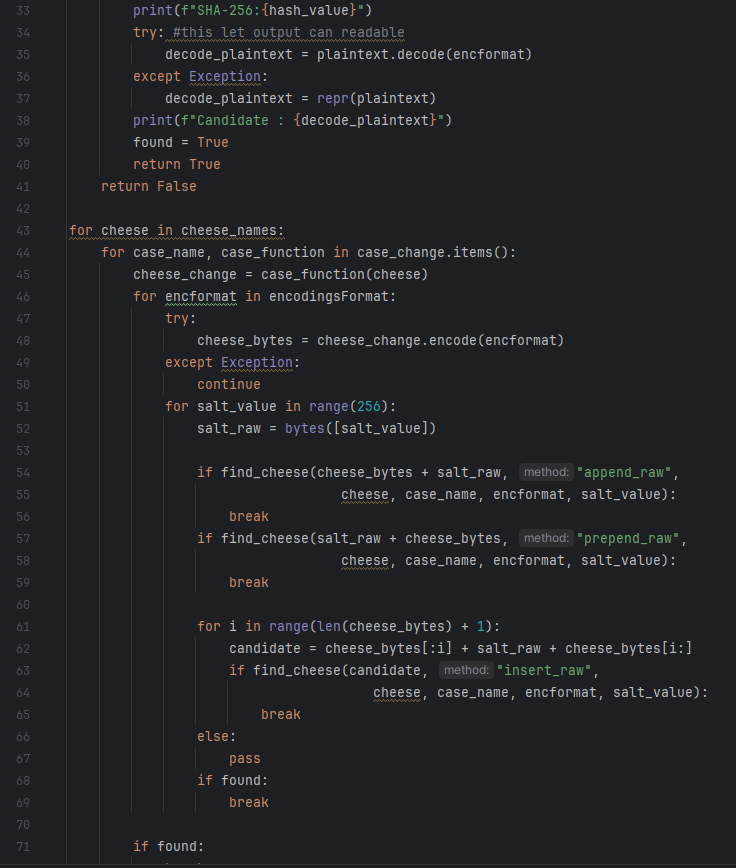 33 print(f"SHA-256:{hash_value}")
34 try: #this let output can readable
35 decode_plaintext = plaintext.decode(encformat)
36 except Exception:
37 decode_plaintext = repr(plaintext)
38 print(f"Candidate : {decode_plaintext}")
39 found = True
40 return True
41 return False
42
43 for cheese in cheese_names:
44 for case_name, case_function in case_change.items():
45 cheese_change = case_function(cheese)
46 for encformat in encodingsFormat:
47 try:
48 cheese_bytes = cheese_change.encode(encformat)
49 except Exception:
50 continue
51 for salt_value in range(256):
52 salt_raw = bytes([salt_value])
53
54 if find_cheese(cheese_bytes + salt_raw, method: "append_raw",
55 cheese, case_name, encformat, salt_value):
56 break
57 if find_cheese(salt_raw + cheese_bytes, method: "prepend_raw",
58 cheese, case_name, encformat, salt_value):
59 break
60
61 for i in range(len(cheese_bytes) + 1):
62 candidate = cheese_bytes[:i] + salt_raw + cheese_bytes[i:]
63 if find_cheese(candidate, method: "insert_raw",
64 cheese, case_name, encformat, salt_value):
65 break
66 else:
67 pass
68 if found:
69 break
70
71 if found: